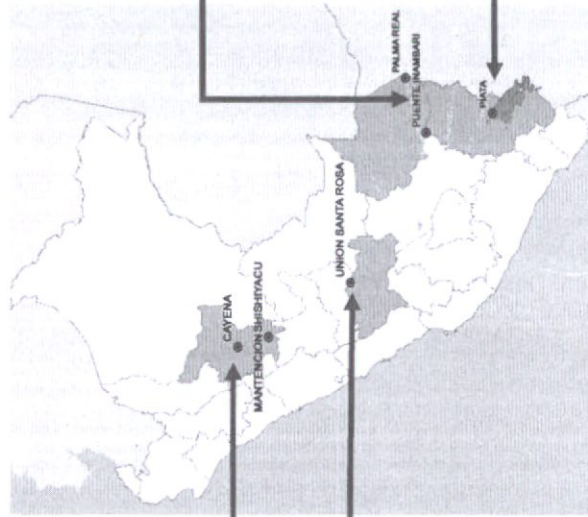 CAYENA
MANTENCION SHISHIYACU
UNION SANTA ROSA
PALMA REAL
PUENTE INAMBARI
PIATA